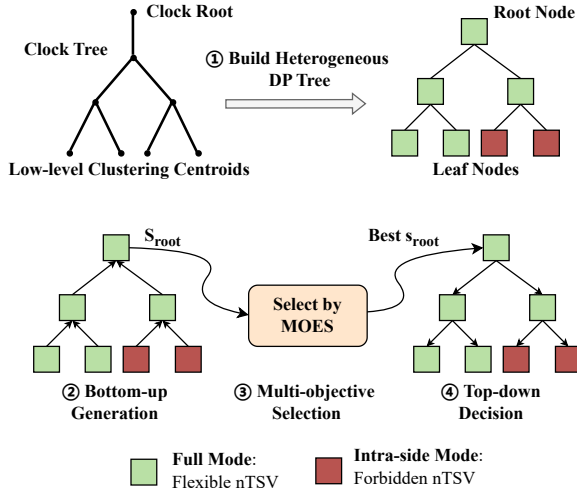 Clock Root
Clock Tree
① Build Heterogeneous
DP Tree
Root Node
Low-level Clustering Centroids
Leaf Nodes
S_root
Best s_root
Select by
MOES
② Bottom-up
Generation
③ Multi-objective
Selection
④ Top-down
Decision
Full Mode:
Flexible nTSV
Intra-side Mode:
Forbidden nTSV